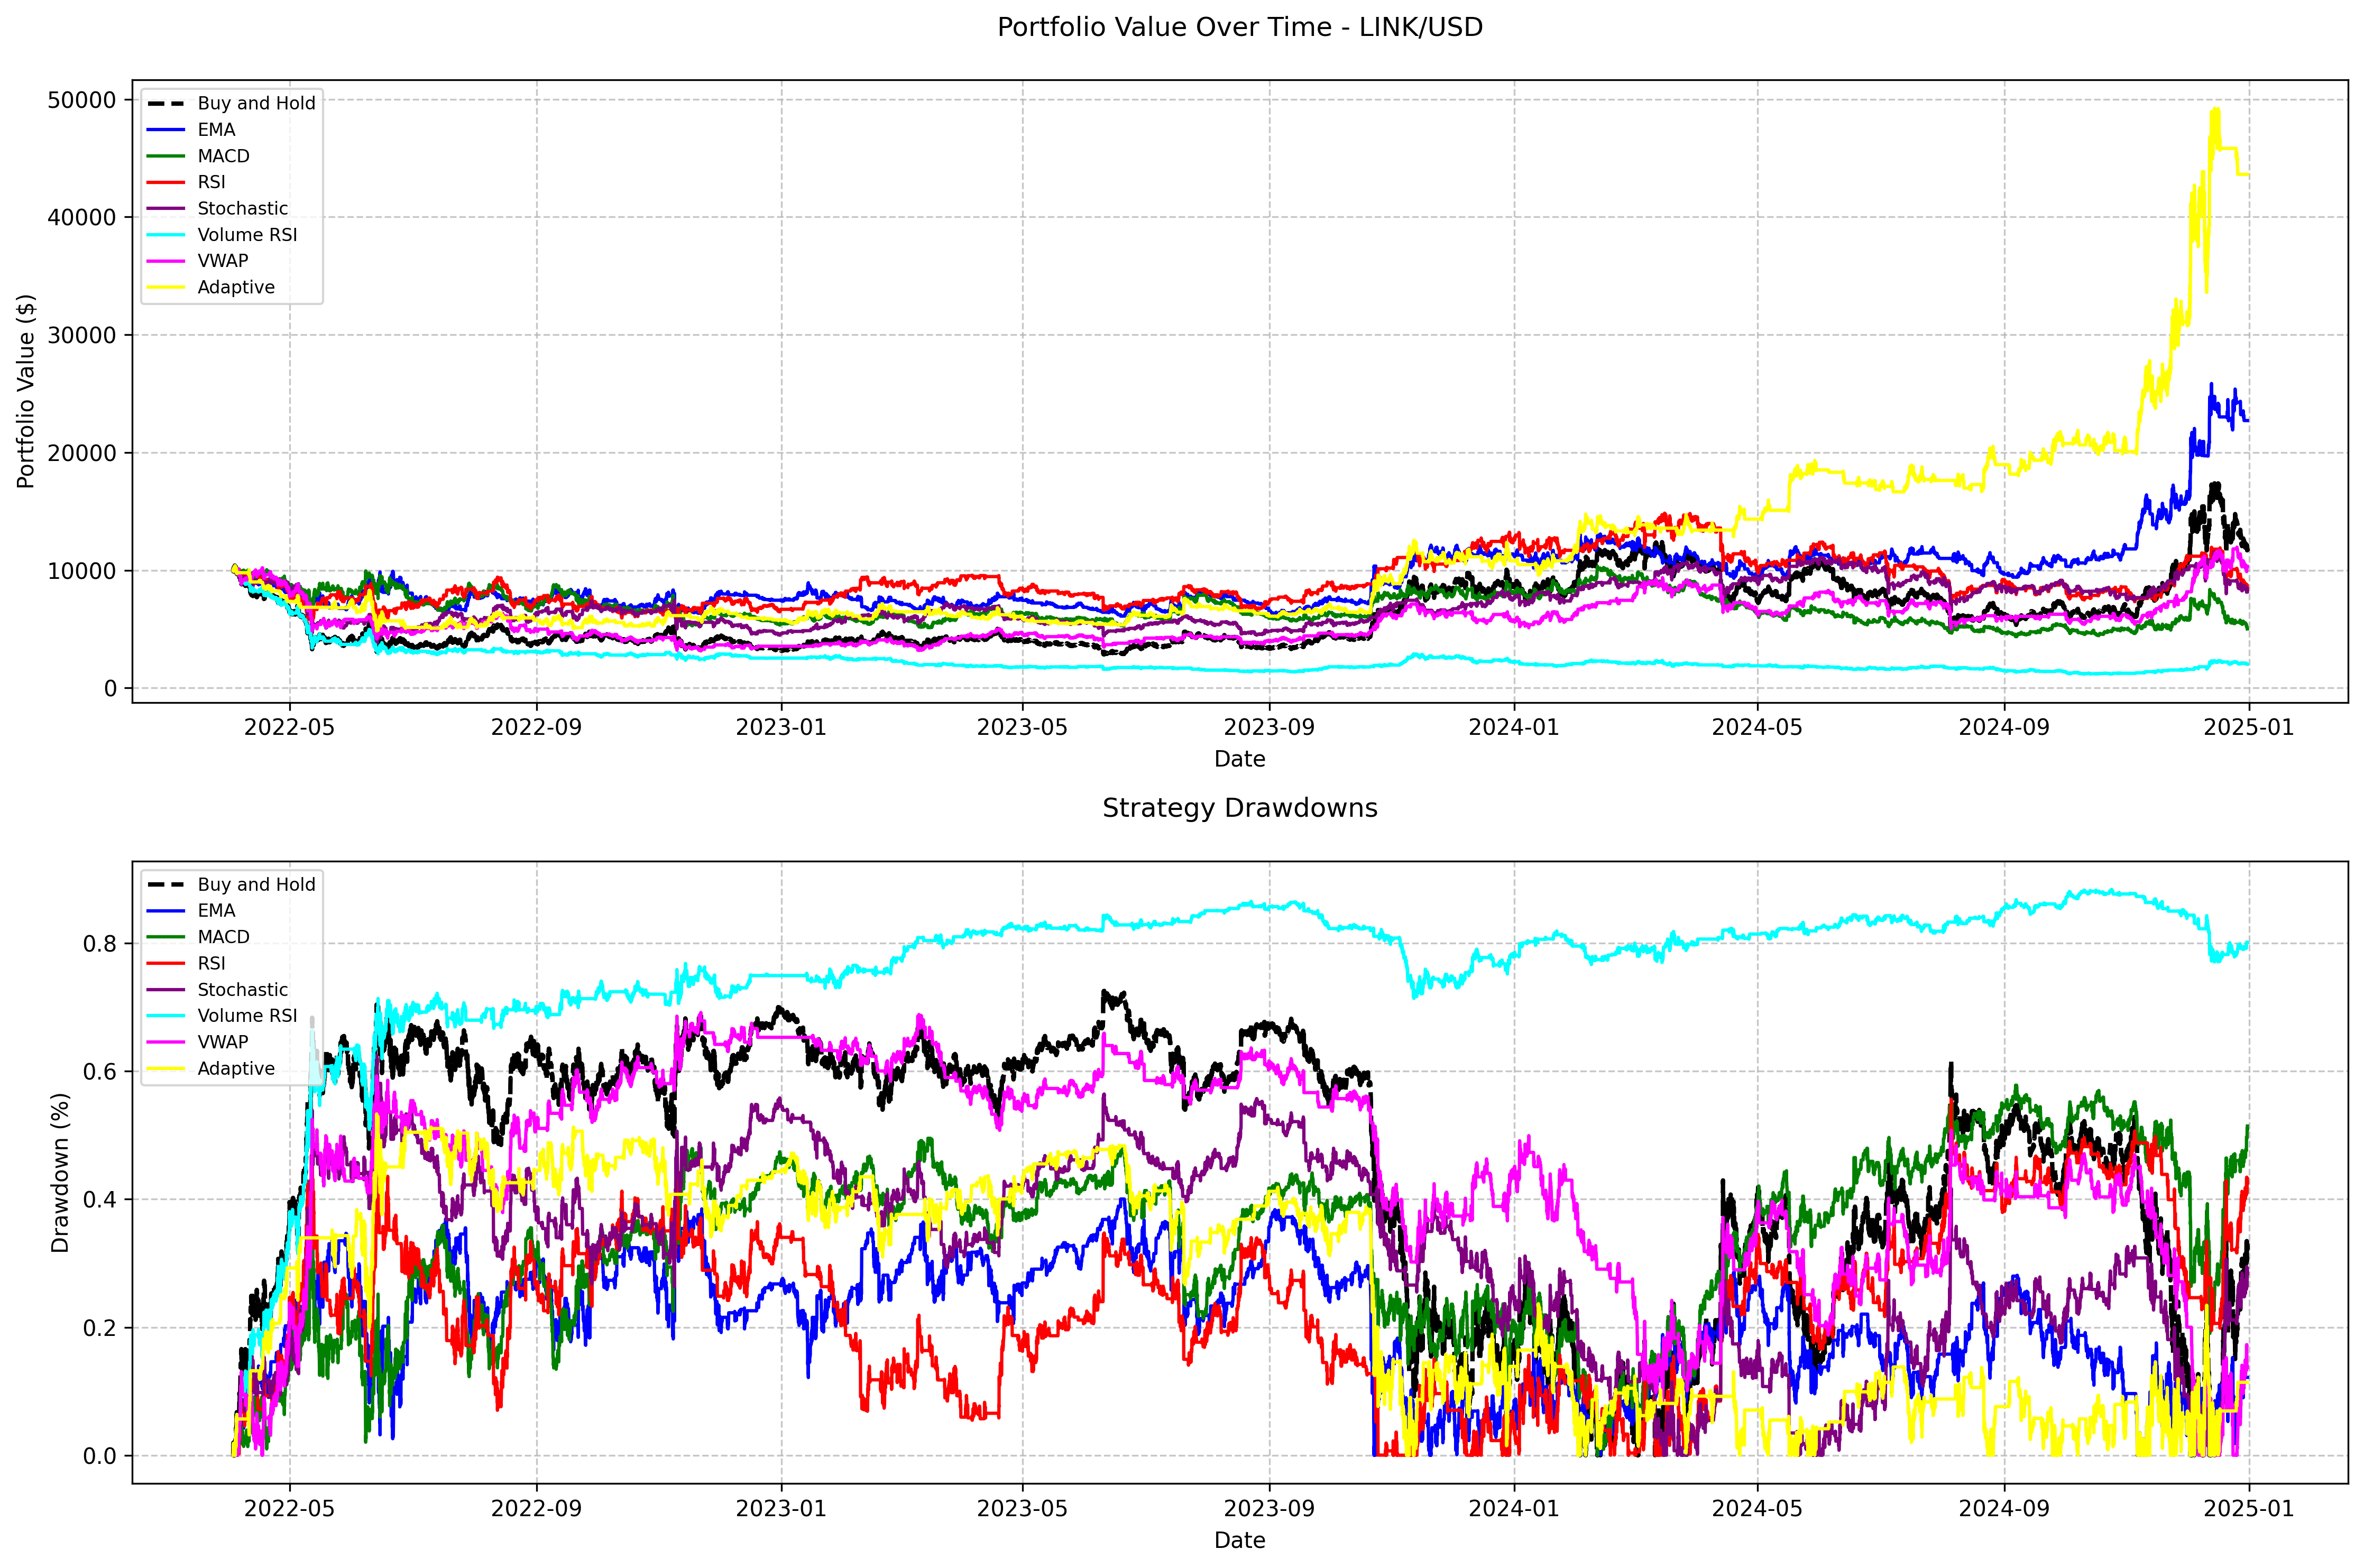 Portfolio Value Over Time - LINK/USD
50000
40000
30000
20000
10000
0
Portfolio Value ($)
Buy and Hold
EMA
MACD
RSI
Stochastic
Volume RSI
VWAP
Adaptive
2022-05 2022-09 2023-01 2023-05 2023-09 2024-01 2024-05 2024-09 2025-01
Date
Strategy Drawdowns
0.8
0.6
0.4
0.2
0.0
Drawdown (%)
Buy and Hold
EMA
MACD
RSI
Stochastic
Volume RSI
VWAP
Adaptive
2022-05 2022-09 2023-01 2023-05 2023-09 2024-01 2024-05 2024-09 2025-01
Date